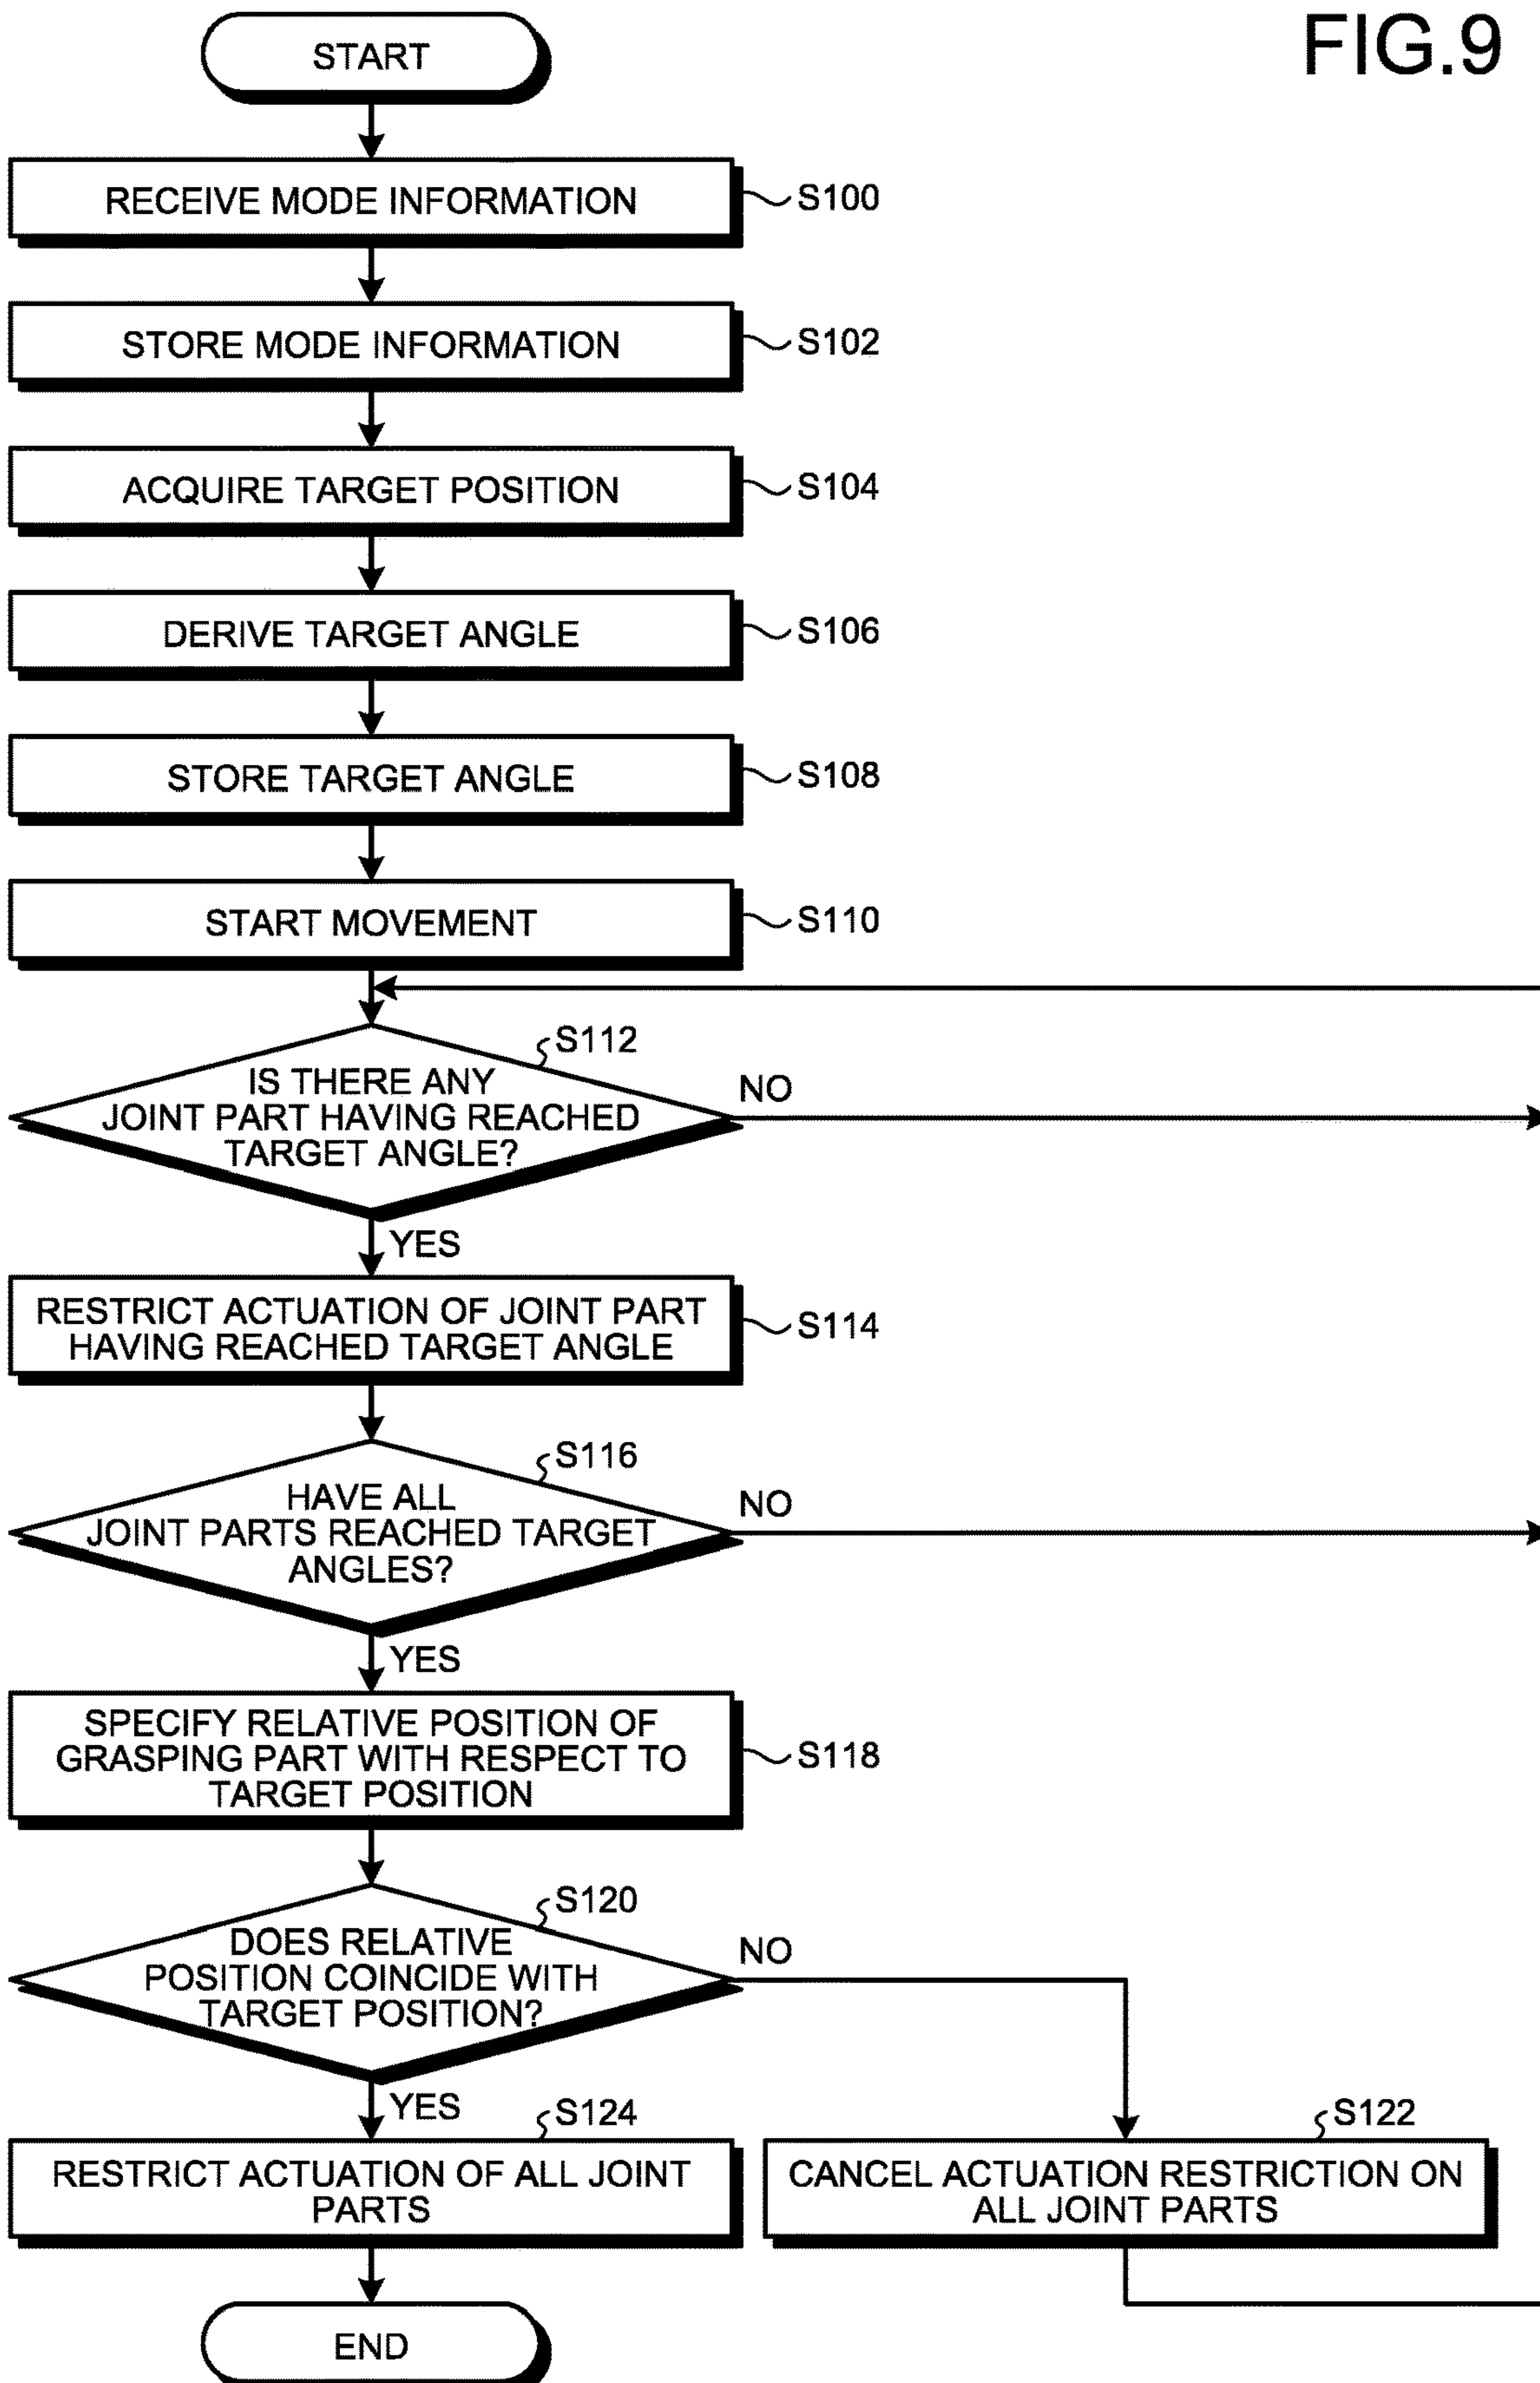 FIG.9
START
RECEIVE MODE INFORMATION
S100
STORE MODE INFORMATION
S102
ACQUIRE TARGET POSITION
S104
DERIVE TARGET ANGLE
S106
STORE TARGET ANGLE
S108
START MOVEMENT
S110
S112
IS THERE ANY
JOINT PART HAVING REACHED
TARGET ANGLE?
NO
YES
RESTRICT ACTUATION OF JOINT PART
HAVING REACHED TARGET ANGLE
S114
S116
HAVE ALL
JOINT PARTS REACHED TARGET
ANGLES?
NO
YES
SPECIFY RELATIVE POSITION OF
GRASPING PART WITH RESPECT TO
TARGET POSITION
S118
S120
DOES RELATIVE
POSITION COINCIDE WITH
TARGET POSITION?
NO
YES
S124
RESTRICT ACTUATION OF ALL JOINT
PARTS
S122
CANCEL ACTUATION RESTRICTION ON
ALL JOINT PARTS
END